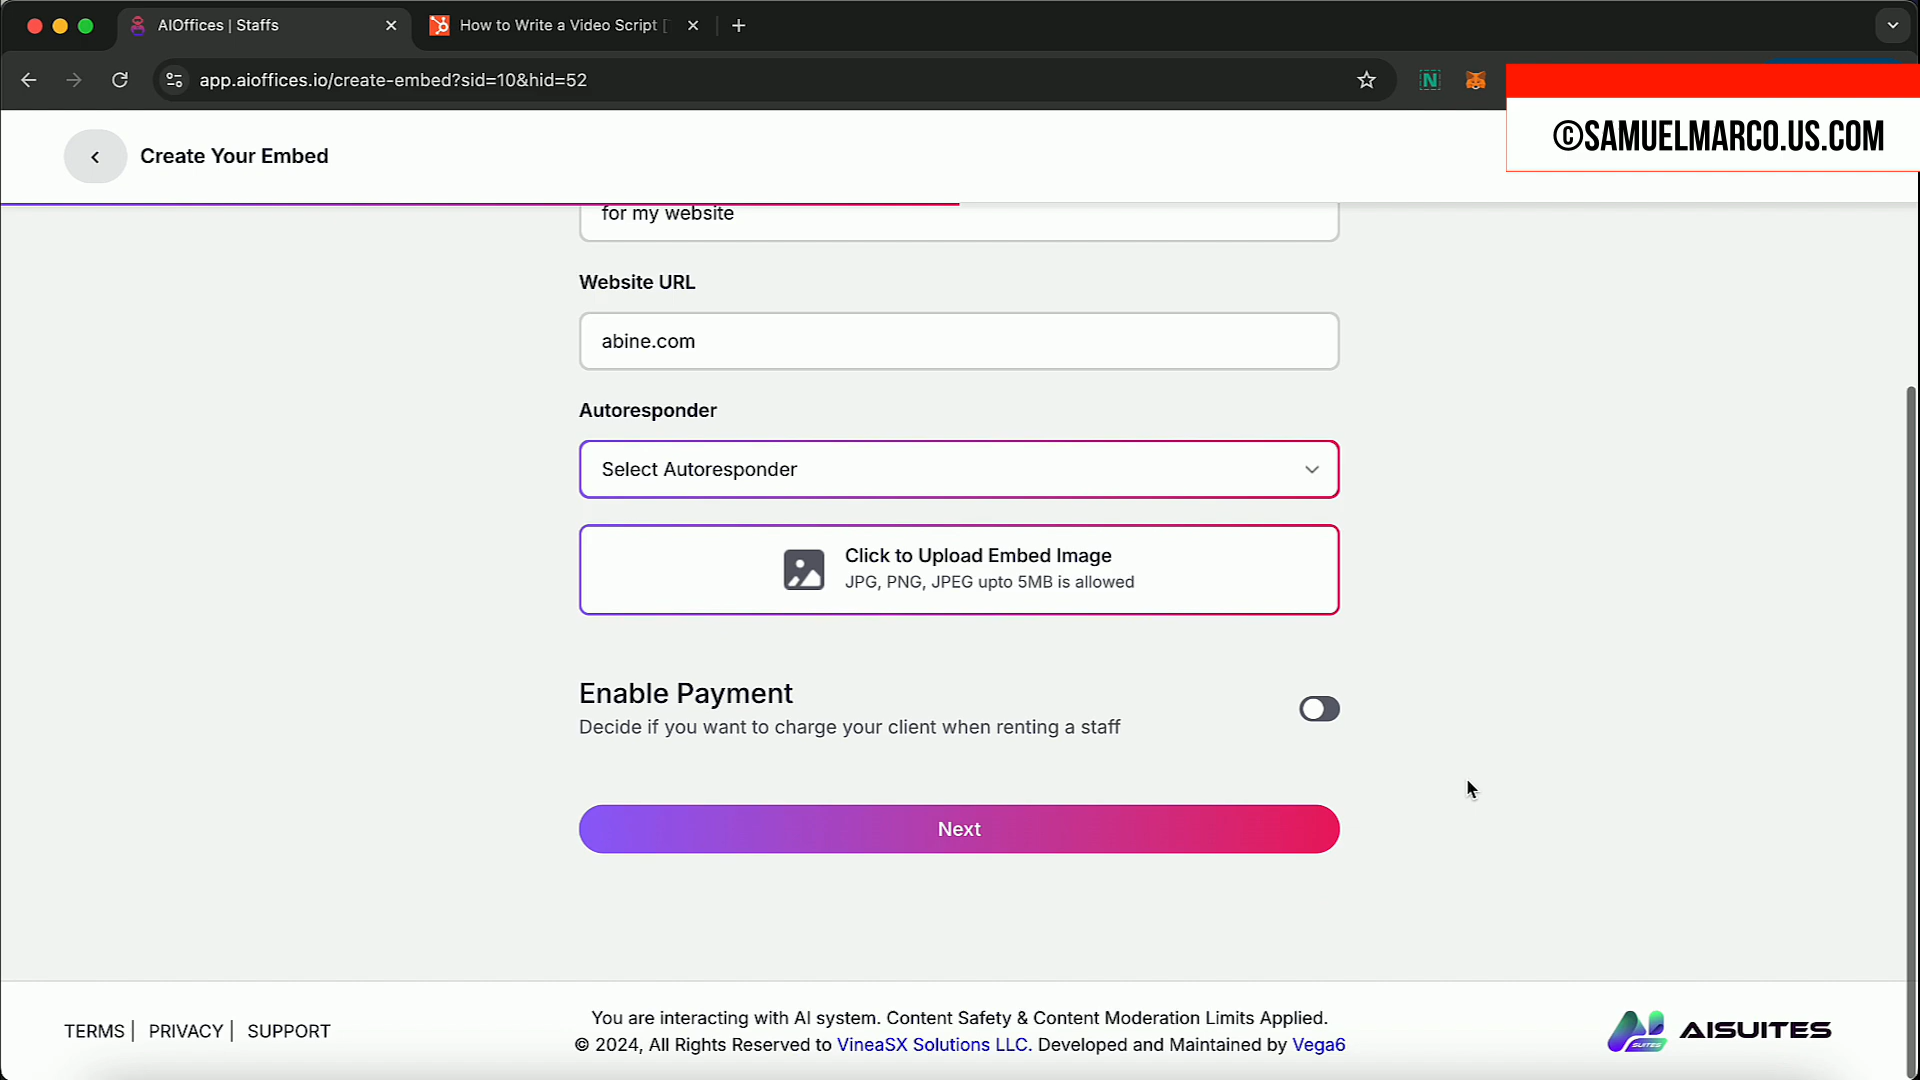 AIOffices | Staffs
How to Write a Video Script [
app.aioffices.io/create-embed?sid=10&hid=52
©SAMUELMARCO.US.COM
Create Your Embed
for my website
Website URL
abine.com
Autoresponder
Select Autoresponder
Click to Upload Embed Image
JPG, PNG, JPEG upto 5MB is allowed
Enable Payment
Decide if you want to charge your client when renting a staff
Next
TERMS | PRIVACY | SUPPORT
You are interacting with AI system. Content Safety & Content Moderation Limits Applied.
© 2024, All Rights Reserved to VineaSX Solutions LLC. Developed and Maintained by Vega6
SUITES
AISUITES